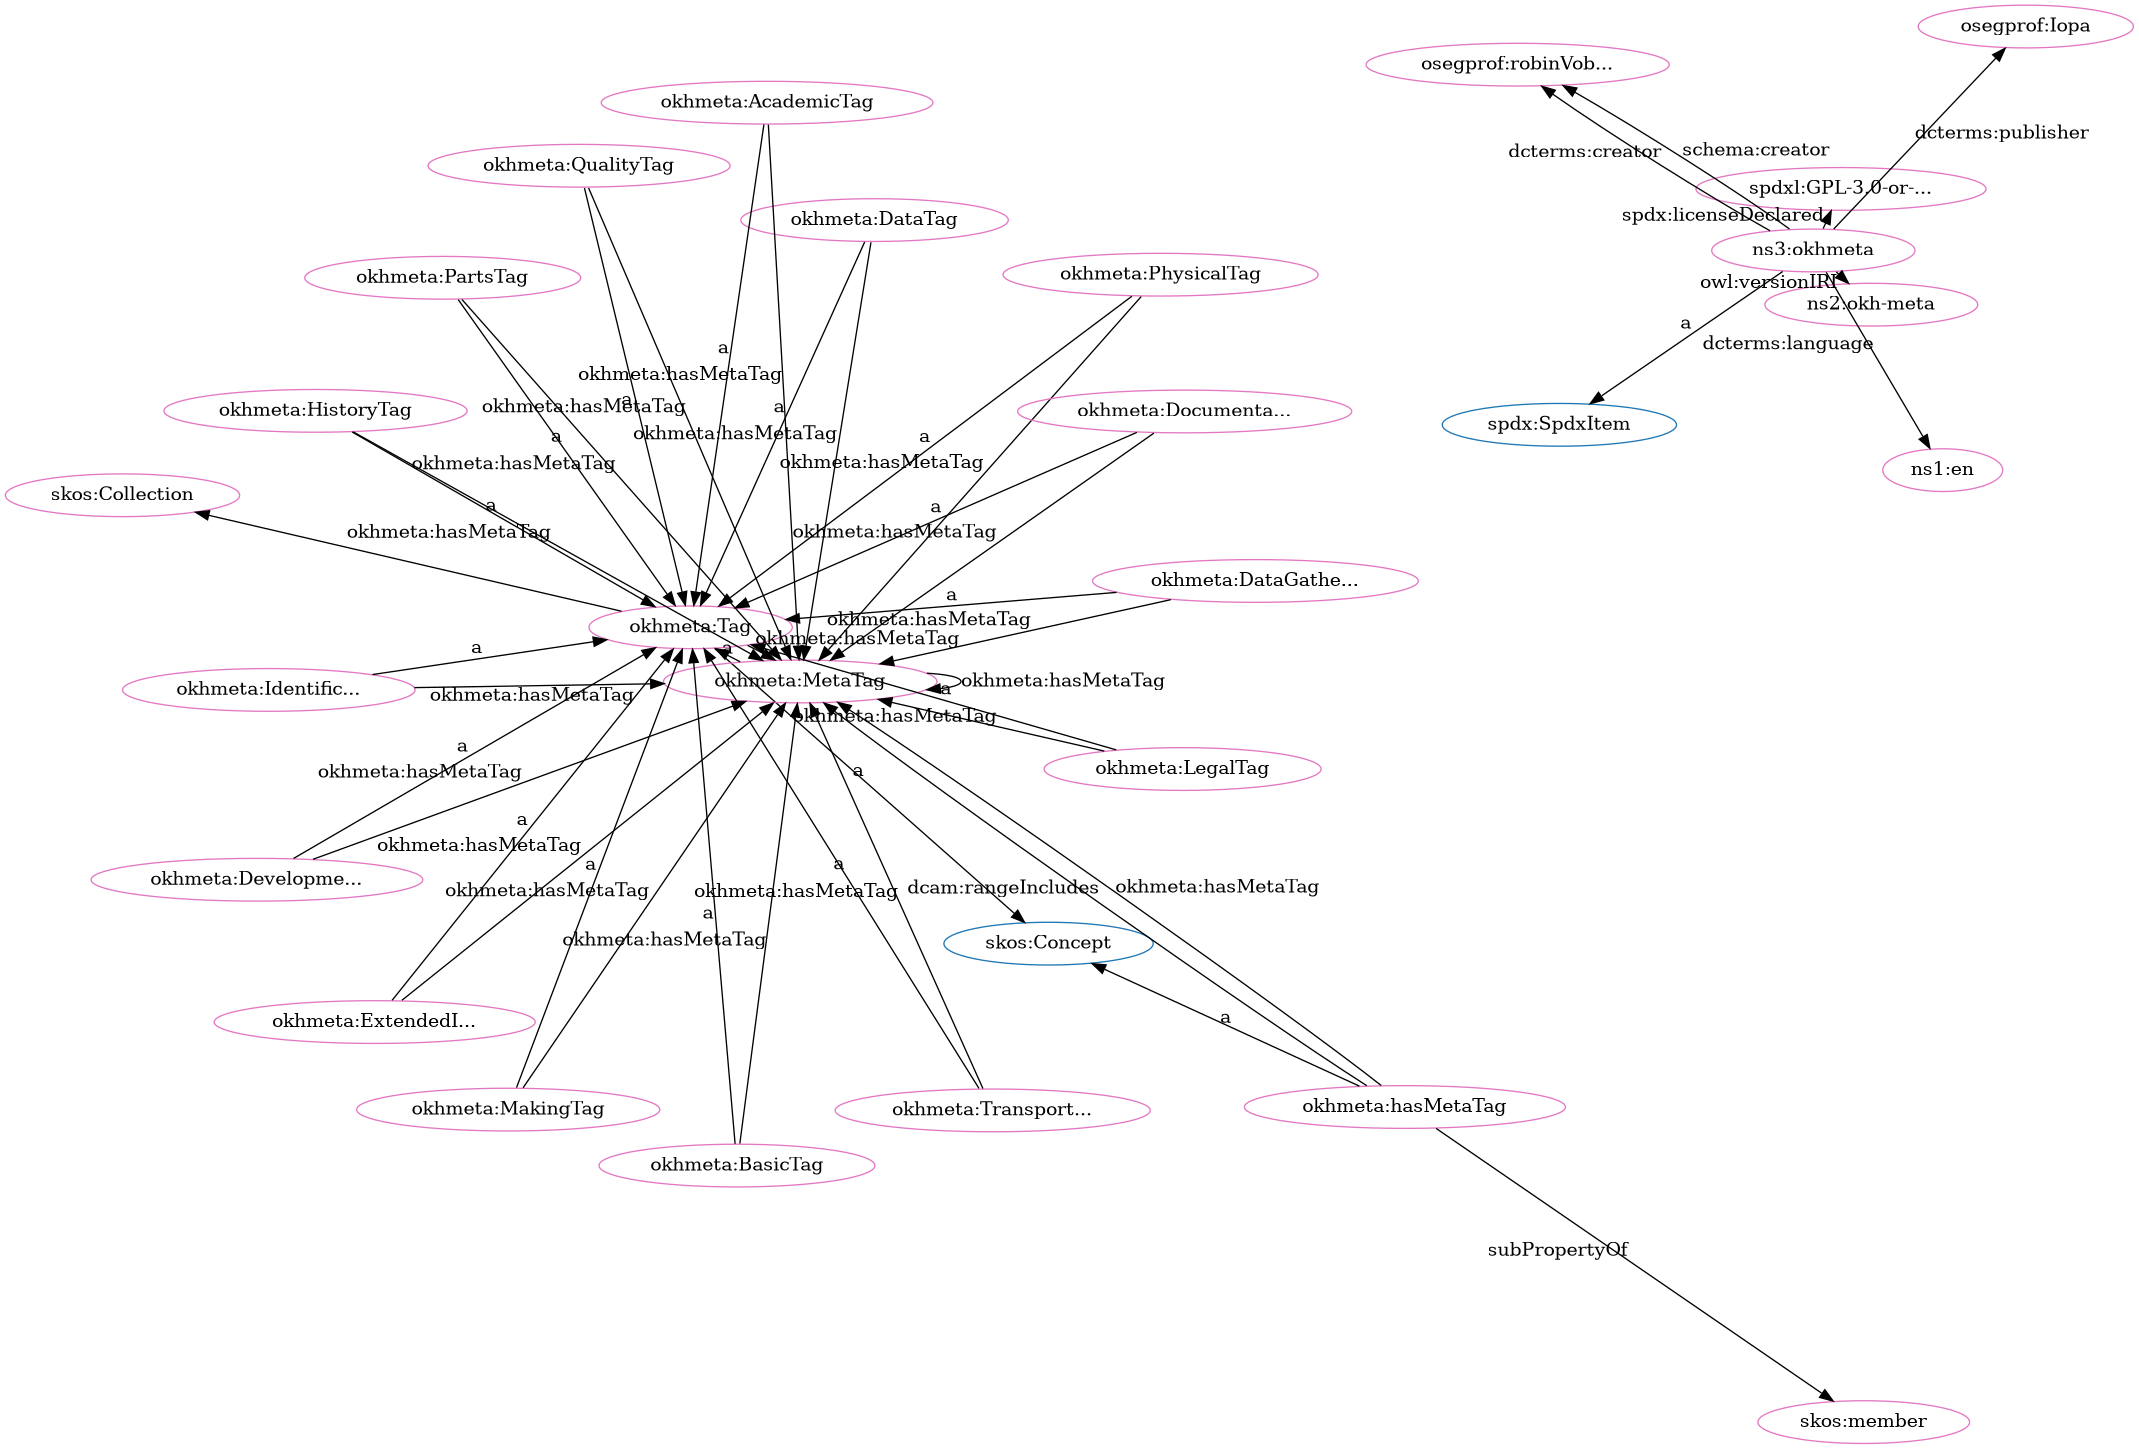 osegprof:Iopa
osegprof:robinVob...
okhmeta:AcademicTag
dcterms:publisher
schema:creator
dcterms:creator
okhmeta:QualityTag
spdxl:GPL-3.0-or-...
okhmeta:DataTag
spdx:licenseDeclared
ns3:okhmeta
okhmeta:PartsTag
okhmeta:PhysicalTag
owl:versionIRI
ns2:okh-meta
a
dcterms:language
a
okhmeta:hasMetaTag
a
okhmeta:hasMetaTag
a
okhmeta:HistoryTag
okhmeta:Documenta...
spdx:SpdxItem
okhmeta:hasMetaTag
a
a
okhmeta:hasMetaTag
okhmeta:hasMetaTag
ns1:en
skos:Collection
a
a
okhmeta:hasMetaTag
okhmeta:hasMetaTag
okhmeta:DataGathe...
a
okhmeta:hasMetaTag
okhmeta:Tag
okhmeta:hasMetaTag
a
a
okhmeta:MetaTag
okhmeta:hasMetaTag
a
okhmeta:Identific...
okhmeta:hasMetaTag
okhmeta:hasMetaTag
a
okhmeta:hasMetaTag
a
okhmeta:LegalTag
a
okhmeta:hasMetaTag
a
a
okhmeta:Developme...
okhmeta:hasMetaTag
okhmeta:hasMetaTag
dcam:rangeIncludes
okhmeta:hasMetaTag
a
okhmeta:hasMetaTag
skos:Concept
a
okhmeta:ExtendedI...
okhmeta:MakingTag
okhmeta:Transport...
okhmeta:hasMetaTag
okhmeta:BasicTag
subPropertyOf
skos:member